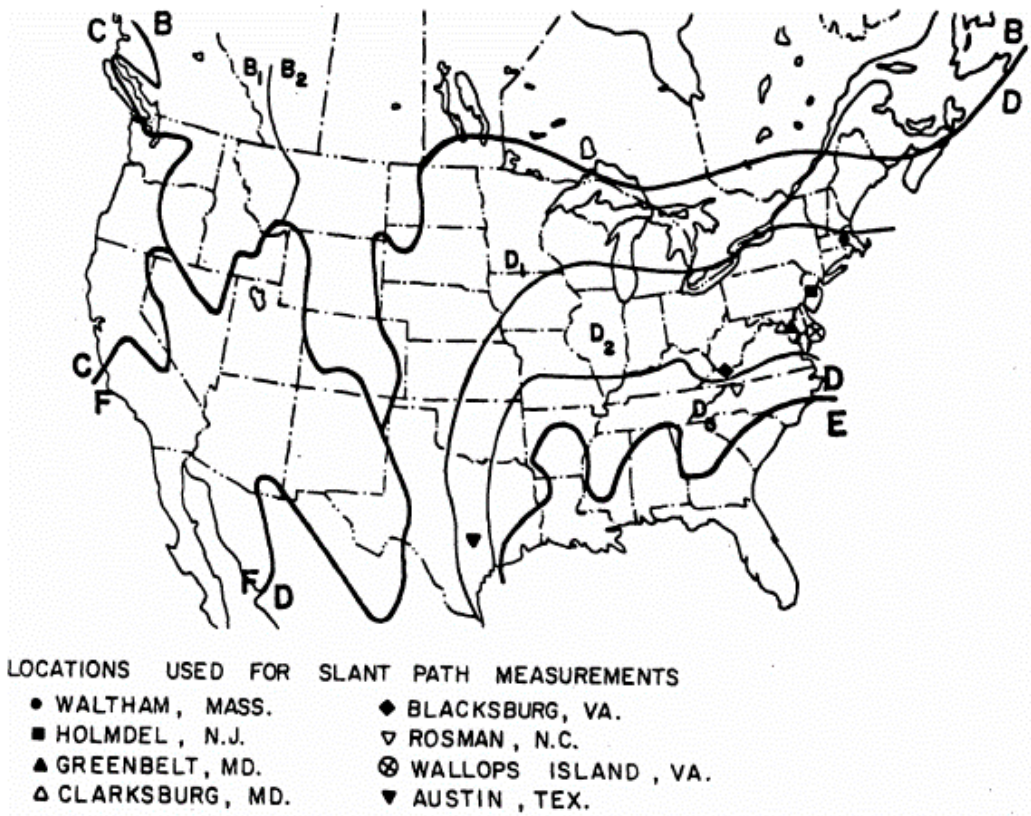 C B
B₁ B₂
B
D
D₁
D₂
C
F
D
D₃
E
F D
LOCATIONS USED FOR SLANT PATH MEASUREMENTS
● WALTHAM, MASS. ◆ BLACKSBURG, VA.
■ HOLMDEL, N.J. ▽ ROSMAN, N.C.
▲ GREENBELT, MD. ⊗ WALLOPS ISLAND, VA.
△ CLARKSBURG, MD. ▼ AUSTIN, TEX.